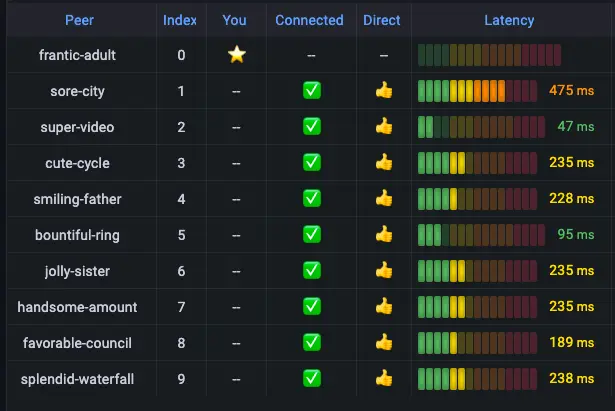 Peer Index You Connected Direct Latency
frantic-adult 0 -- --
sore-city 1 -- 475 ms
super-video 2 -- 47 ms
cute-cycle 3 -- 235 ms
smiling-father 4 -- 228 ms
bountiful-ring 5 -- 95 ms
jolly-sister 6 -- 235 ms
handsome-amount 7 -- 235 ms
favorable-council 8 -- 189 ms
splendid-waterfall 9 -- 238 ms